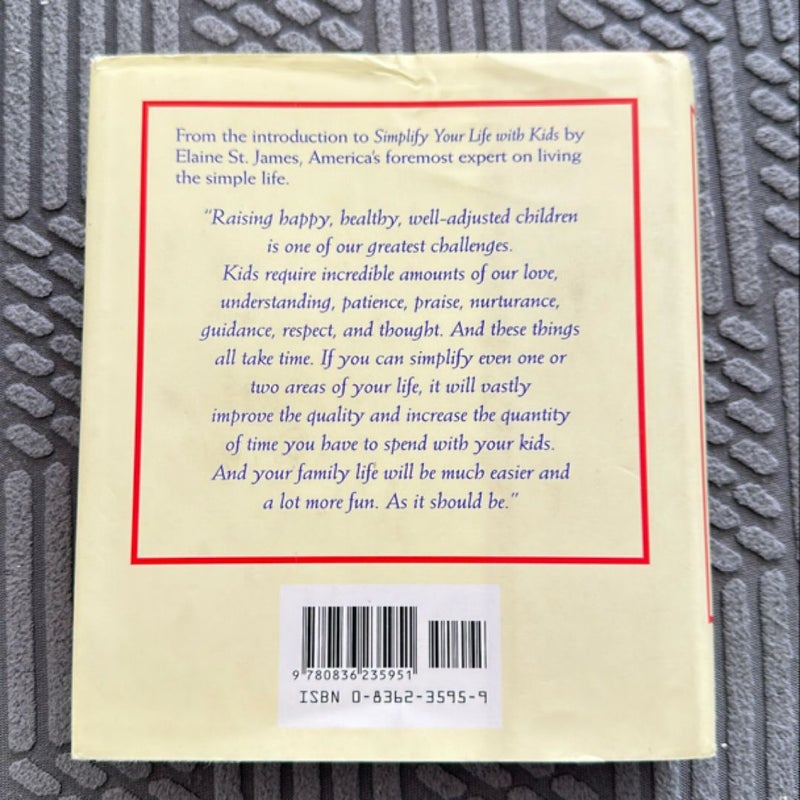 From the introduction to Simplify Your Life with Kids by
Elaine St. James, America's foremost expert on living
the simple life.
"Raising happy, healthy, well-adjusted children
is one of our greatest challenges.
Kids require incredible amounts of our love,
understanding, patience, praise, nurturance,
guidance, respect, and thought. And these things
all take time. If you can simplify even one or
two areas of your life, it will vastly
improve the quality and increase the quantity
of time you have to spend with your kids.
And your family life will be much easier and
a lot more fun. As it should be."
9 780836 235951
ISBN 0-8362-3595-9